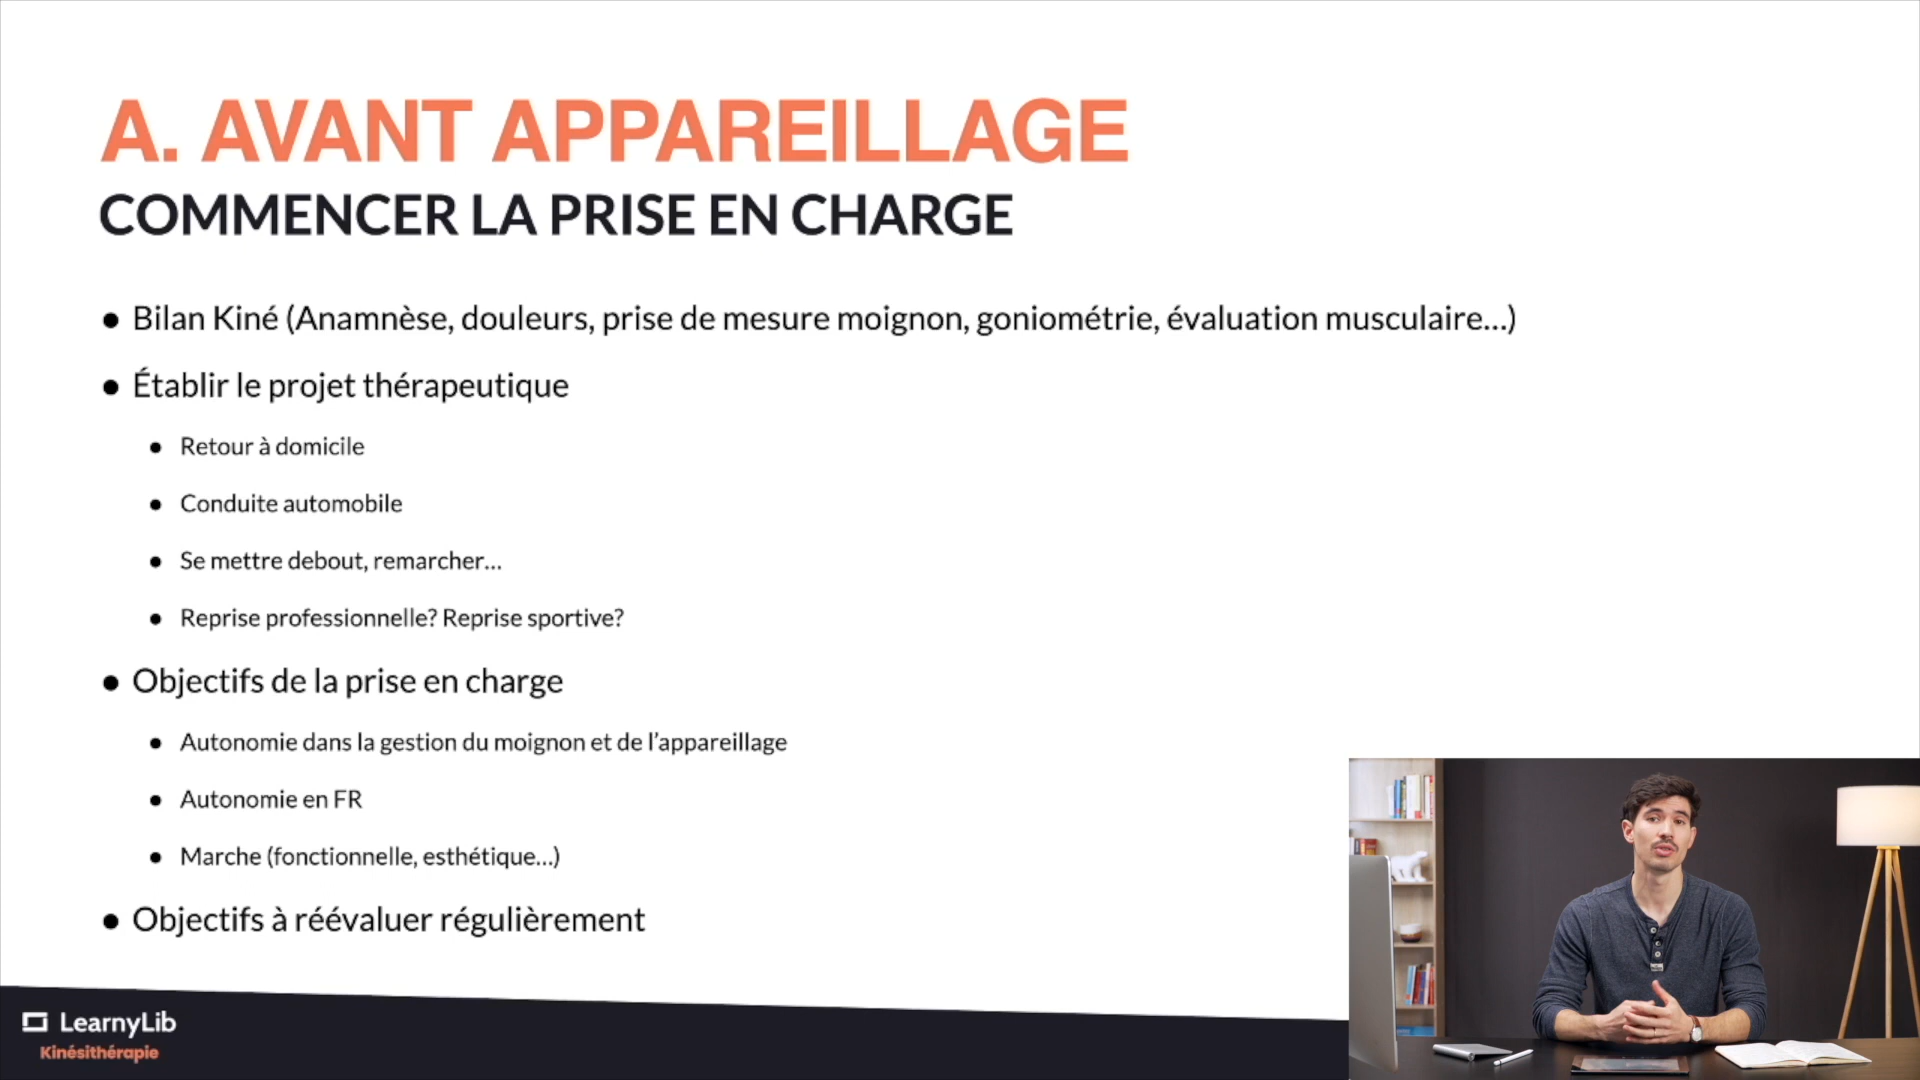 A. AVANT APPAREILLAGE
COMMENCER LA PRISE EN CHARGE
• Bilan Kiné (Anamnèse, douleurs, prise de mesure moignon, goniométrie, évaluation musculaire...)
• Établir le projet thérapeutique
• Retour à domicile
• Conduite automobile
• Se mettre debout, remarcher...
• Reprise professionnelle? Reprise sportive?
• Objectifs de la prise en charge
• Autonomie dans la gestion du moignon et de l’appareillage
• Autonomie en FR
• Marche (fonctionnelle, esthétique...)
• Objectifs à réévaluer régulièrement
LearnyLib
Kinésithérapie